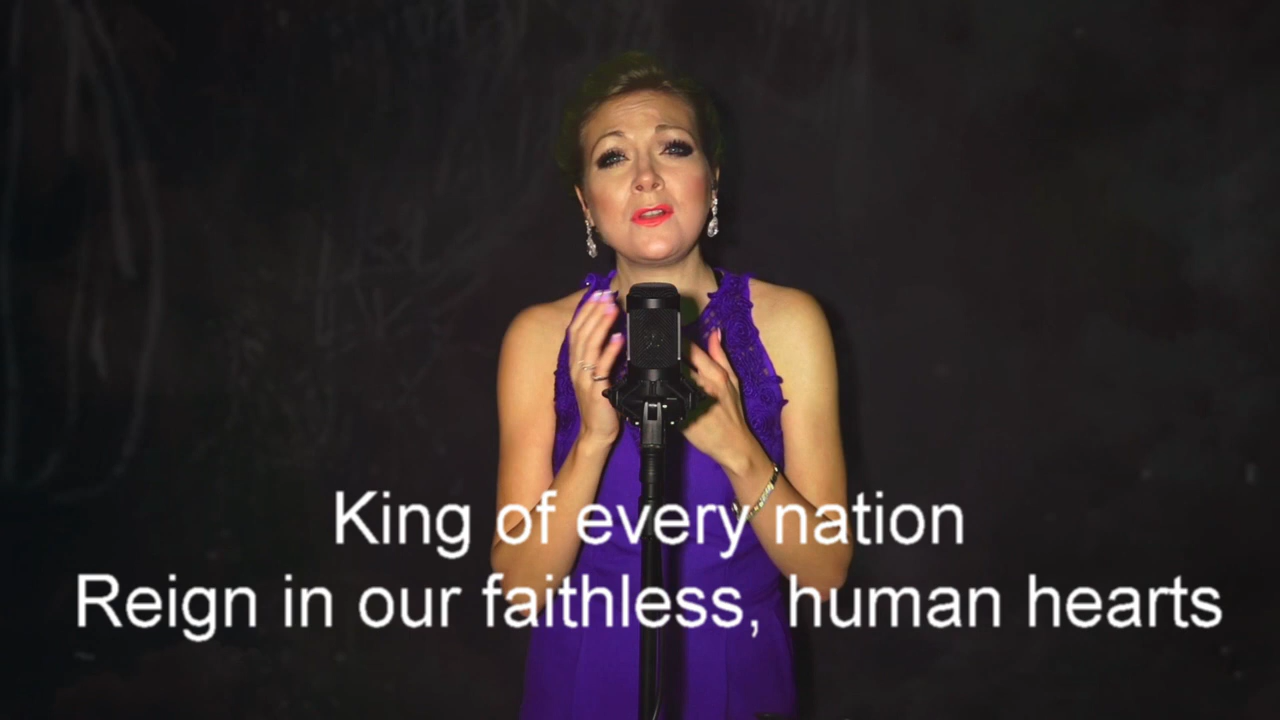 King of every nation
Reign in our faithless, human hearts